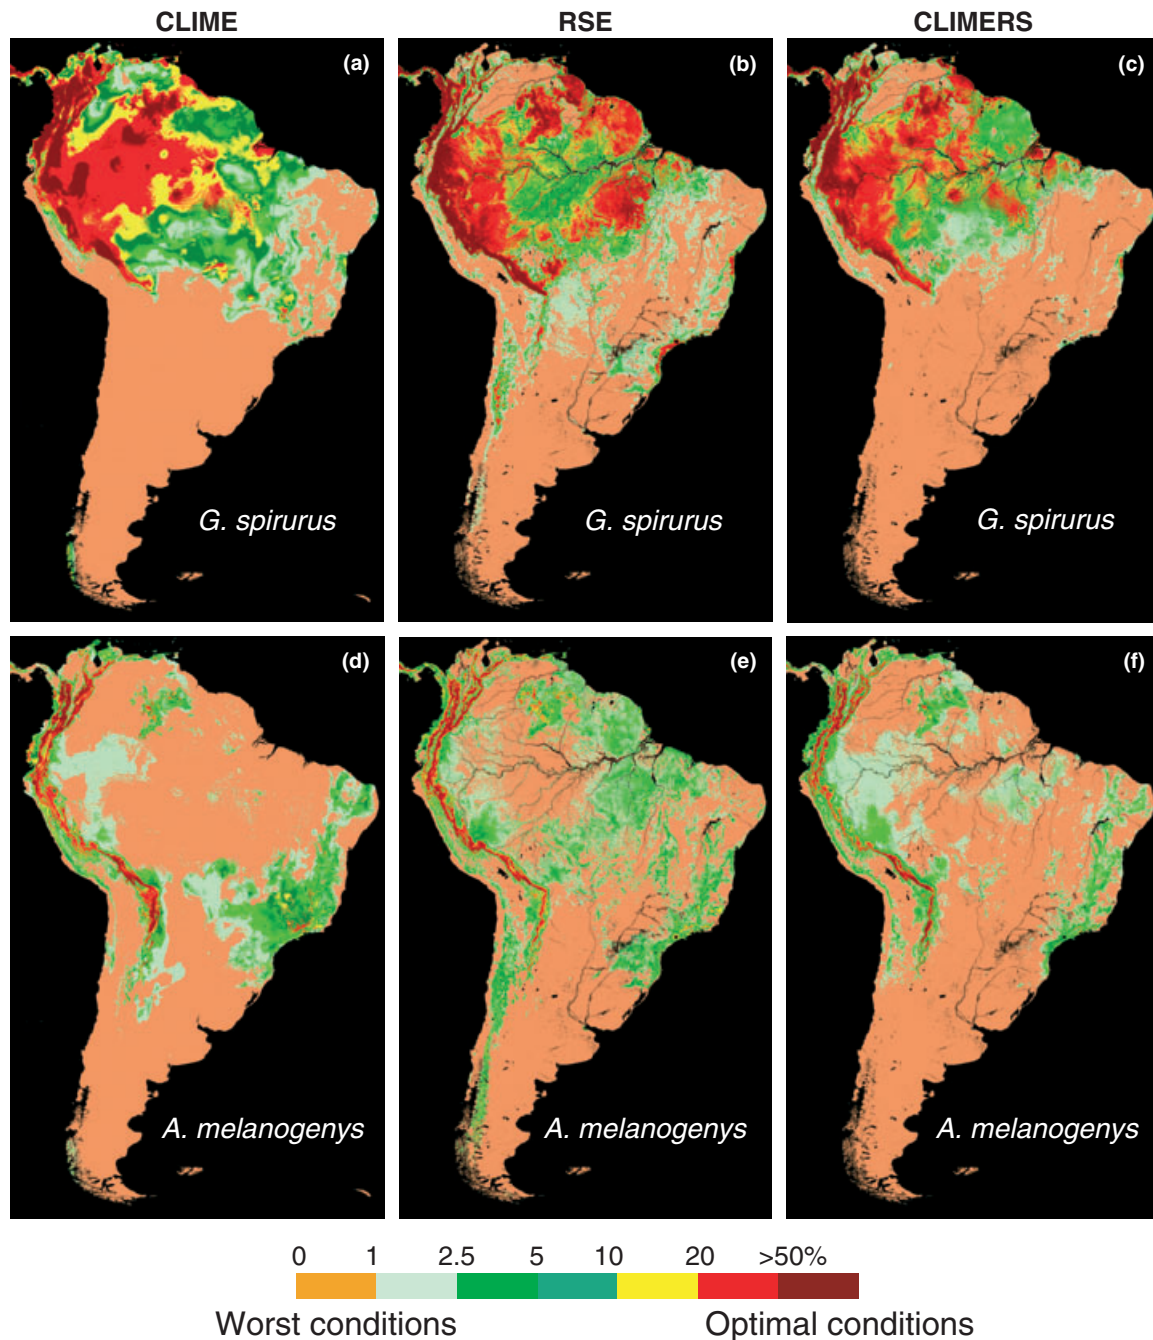 CLIME RSE CLIMERS
(a) (b) (c)
G. spirurus G. spirurus G. spirurus
(d) (e) (f)
A. melanogenys A. melanogenys A. melanogenys
0 1 2.5 5 10 20 >50%
Worst conditions Optimal conditions